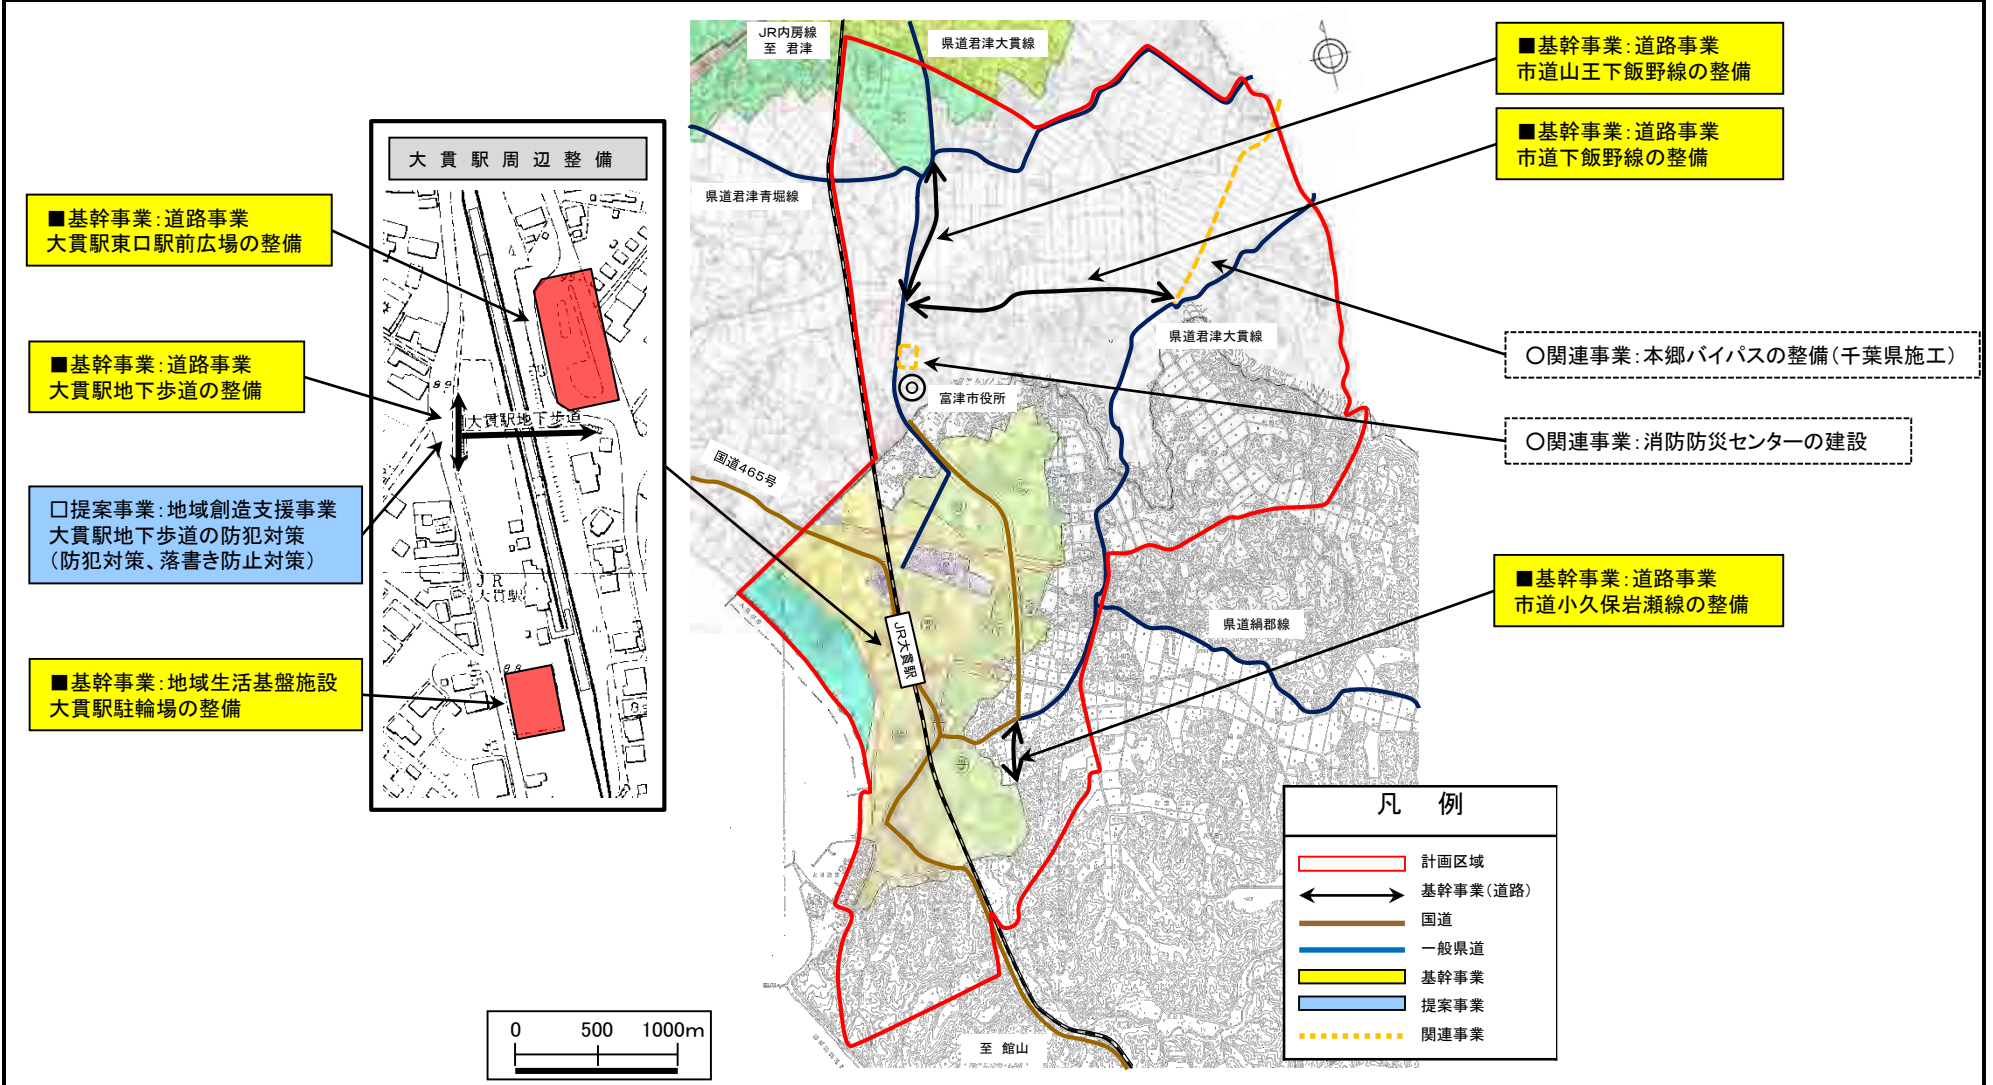 大貫駅周辺整備
■基幹事業:道路事業
大貫駅東口駅前広場の整備
■基幹事業:道路事業
大貫駅地下歩道の整備
□提案事業:地域創造支援事業
大貫駅地下歩道の防犯対策
(防犯対策、落書き防止対策)
■基幹事業:地域生活基盤施設
大貫駅駐輪場の整備
大貫駅地下歩道
JR
大貫駅
JR内房線
至 君津
県道君津大貫線
県道君津青堀線
国道465号
富津市役所
県道君津大貫線
JR大貫駅
県道絹郡線
至 館山
■基幹事業:道路事業
市道山王下飯野線の整備
■基幹事業:道路事業
市道下飯野線の整備
○関連事業:本郷バイパスの整備(千葉県施工)
○関連事業:消防防災センターの建設
■基幹事業:道路事業
市道小久保岩瀬線の整備
凡 例
計画区域
基幹事業(道路)
国道
一般県道
基幹事業
提案事業
関連事業
0 500 1000m